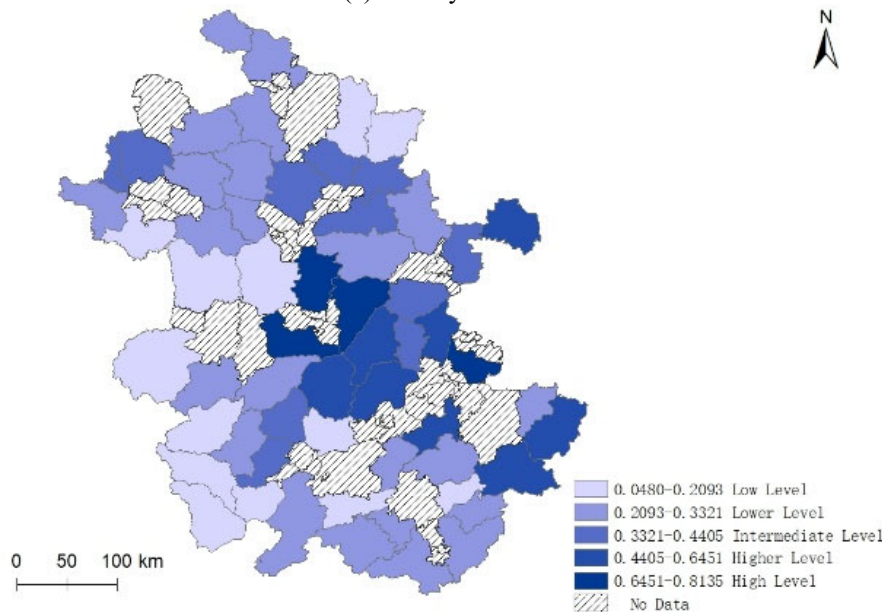 N
0.0480-0.2093 Low Level
0.2093-0.3321 Lower Level
0.3321-0.4405 Intermediate Level
0.4405-0.6451 Higher Level
0.6451-0.8135 High Level
No Data
0 50 100 km